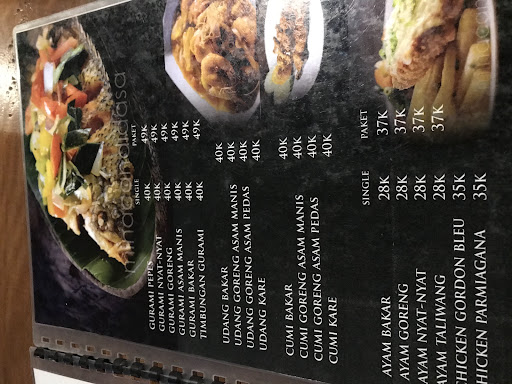 SINGLE PAKET
GURAMI PEPES 40K 49K
GURAMI NYAT-NYAT 40K 49K
GURAMI GORENG 40K 49K
GURAMI ASAM MANIS 40K 49K
GURAMI BAKAR 40K 49K
TIMBUNGAN GURAMI 40K 49K
UDANG BAKAR 40K
UDANG GORENG ASAM MANIS 40K
UDANG GORENG ASAM PEDAS 40K
UDANG KARE 40K
CUMI BAKAR 40K
CUMI GORENG ASAM MANIS 40K
CUMI GORENG ASAM PEDAS 40K
CUMI KARE 40K
SINGLE PAKET
AYAM BAKAR 28K 37K
AYAM GORENG 28K 37K
AYAM NYAT-NYAT 28K 37K
AYAM TALIWANG 28K 37K
CHICKEN GORDON BLEU 35K
CHICKEN PARMIAGANA 35K